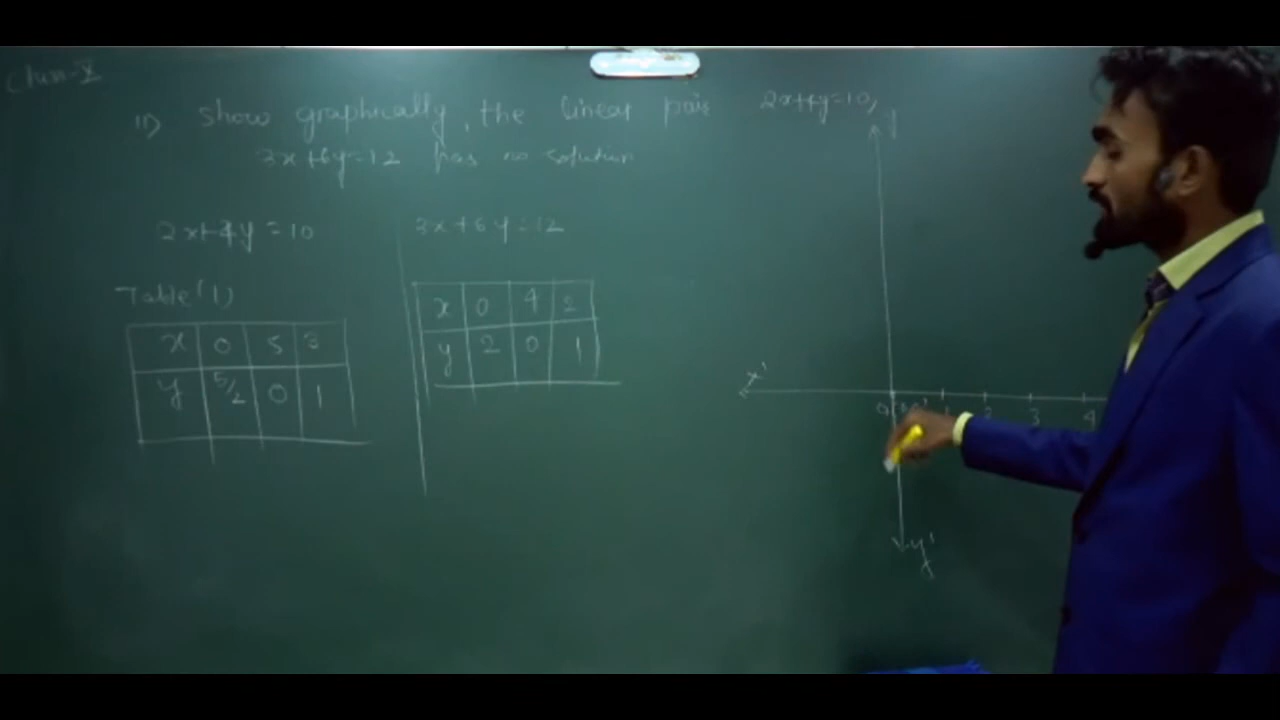 Class-X
11) Show graphically, the linear pair 2x+4y=10,
3x+6y=12 has no solution
2x+4y=10
3x+6y=12
Table(1)
x 0 5 3
y 5/2 0 1
x 0 4 2
y 2 0 1
y
x'
1 2 3 4
y'